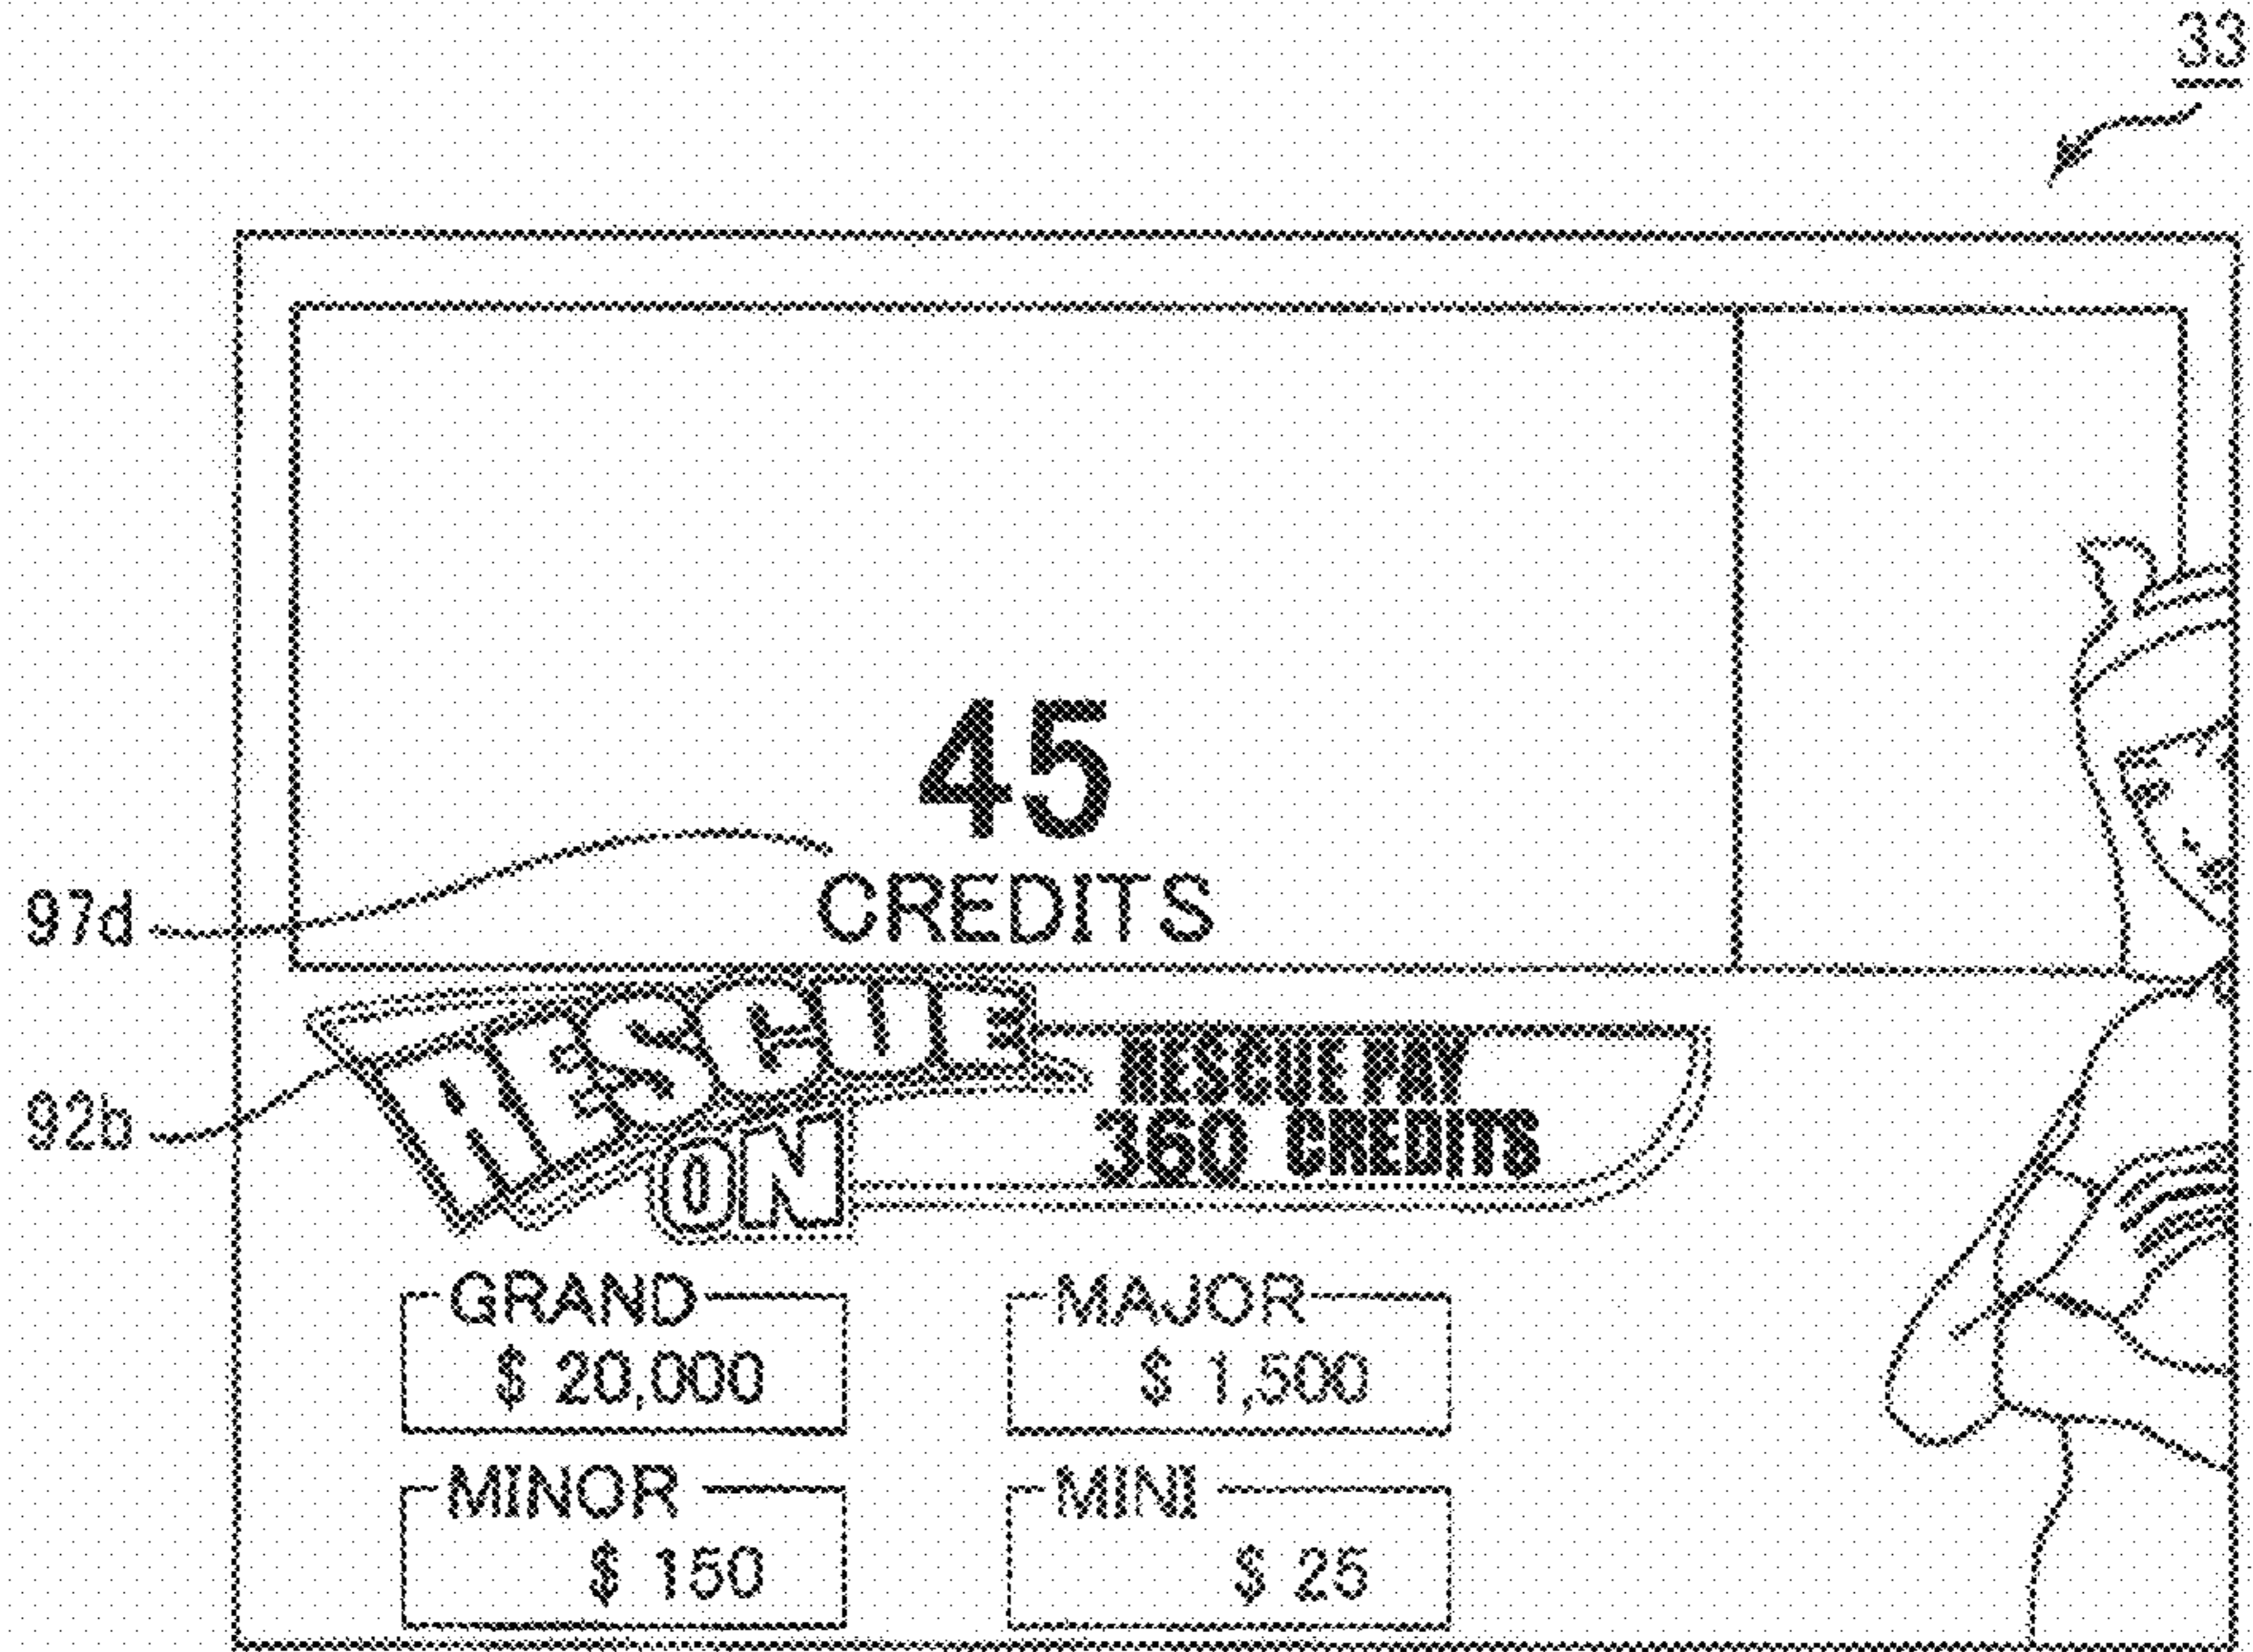 33
45
97d
CREDITS
RESCUE
92b
ON
RESCUE PAY
360 CREDITS
GRAND
$ 20,000
MAJOR
$ 1,500
MINOR
$ 150
MINI
$ 25